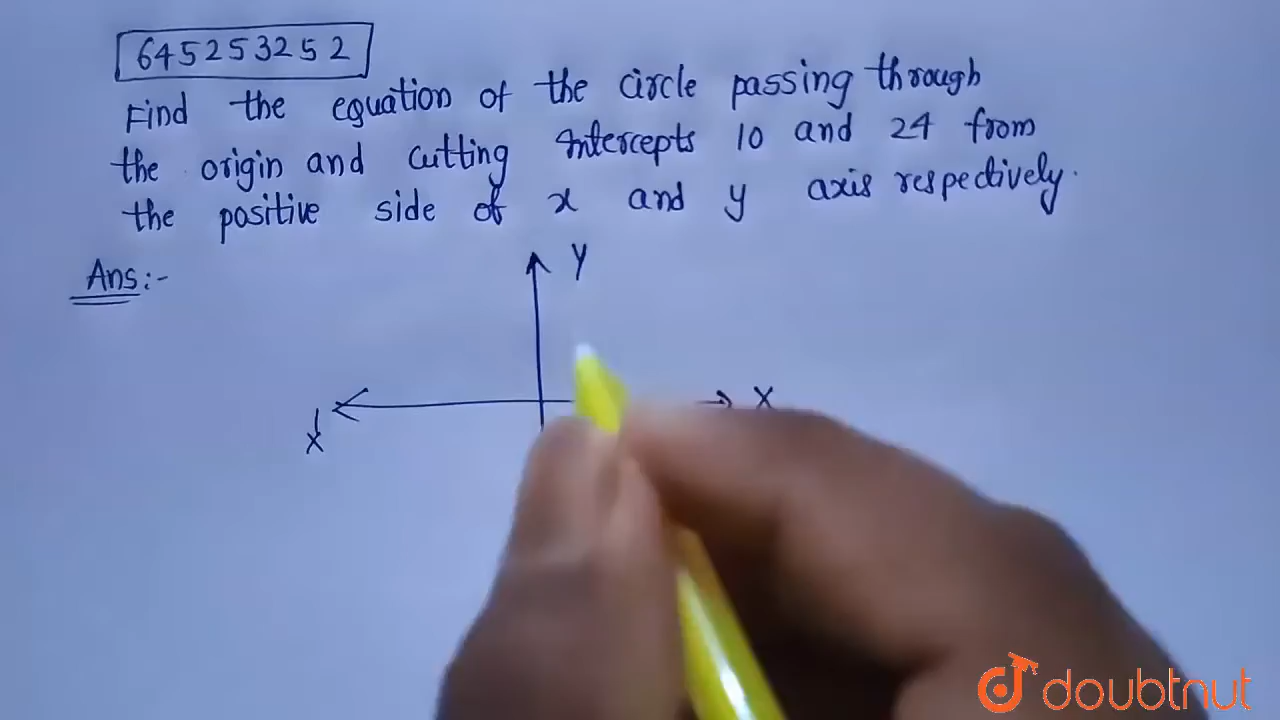 645253252
Find the equation of the circle passing through
the origin and cutting Intercepts 10 and 24 from
the positive side of x and y axis respectively.
Ans:-
Y
X
X'
doubtnut